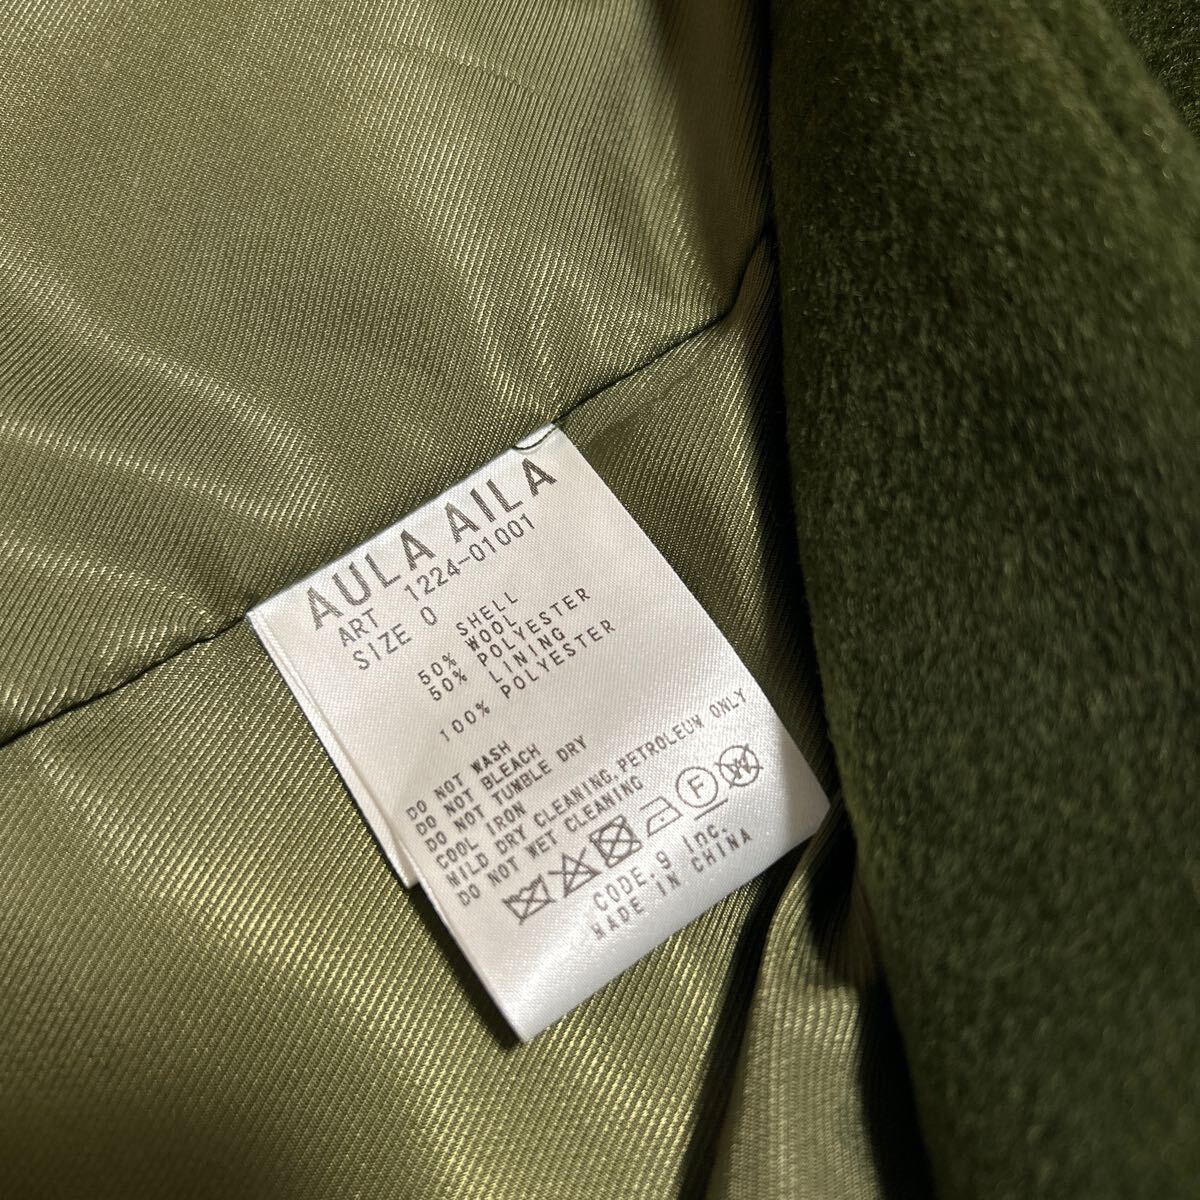 AULA AILA
ART 1224-01001
SIZE 0
SHELL
50% WOOL
50% POLYESTER
LINING
100% POLYESTER
DO NOT WASH
DO NOT BLEACH
DO NOT TUMBLE DRY
COOL IRON
MILD DRY CLEANING,PETROLEUM ONLY
DO NOT WET CLEANING
F W
CODE.9 Inc.
MADE IN CHINA